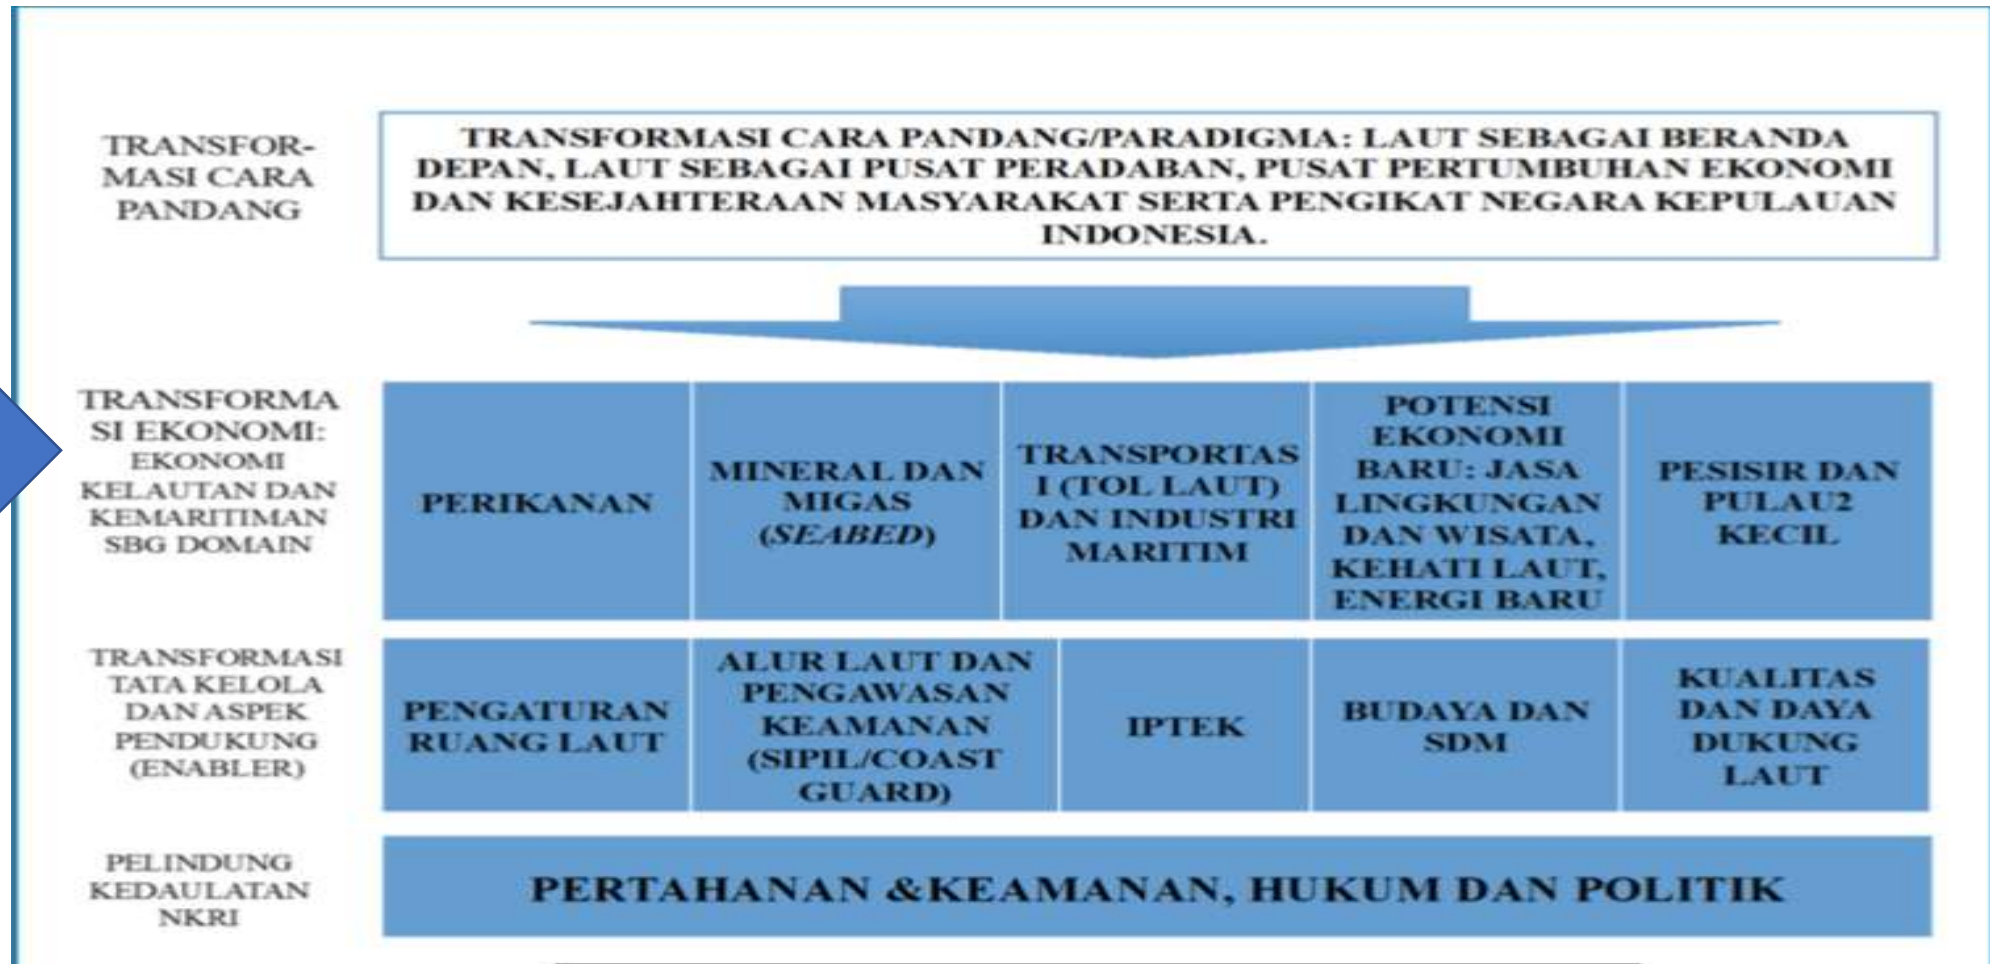 TRANSFOR-
MASI CARA
PANDANG
TRANSFORMASI CARA PANDANG/PARADIGMA: LAUT SEBAGAI BERANDA
DEPAN, LAUT SEBAGAI PUSAT PERADABAN, PUSAT PERTUMBUHAN EKONOMI
DAN KESEJAHTERAAN MASYARAKAT SERTA PENGIKAT NEGARA KEPULAUAN
INDONESIA.
TRANSFORMA
SI EKONOMI:
EKONOMI
KELAUTAN DAN
KEMARITIMAN
SBG DOMAIN
PERIKANAN
MINERAL DAN
MIGAS
(SEABED)
TRANSPORTAS
I (TOL LAUT)
DAN INDUSTRI
MARITIM
POTENSI
EKONOMI
BARU: JASA
LINGKUNGAN
DAN WISATA,
KEHATI LAUT,
ENERGI BARU
PESISIR DAN
PULAU2
KECIL
TRANSFORMASI
TATA KELOLA
DAN ASPEK
PENDUKUNG
(ENABLER)
PENGATURAN
RUANG LAUT
ALUR LAUT DAN
PENGAWASAN
KEAMANAN
(SIPIL/COAST
GUARD)
IPTEK
BUDAYA DAN
SDM
KUALITAS
DAN DAYA
DUKUNG
LAUT
PELINDUNG
KEDAULATAN
NKRI
PERTAHANAN &KEAMANAN, HUKUM DAN POLITIK